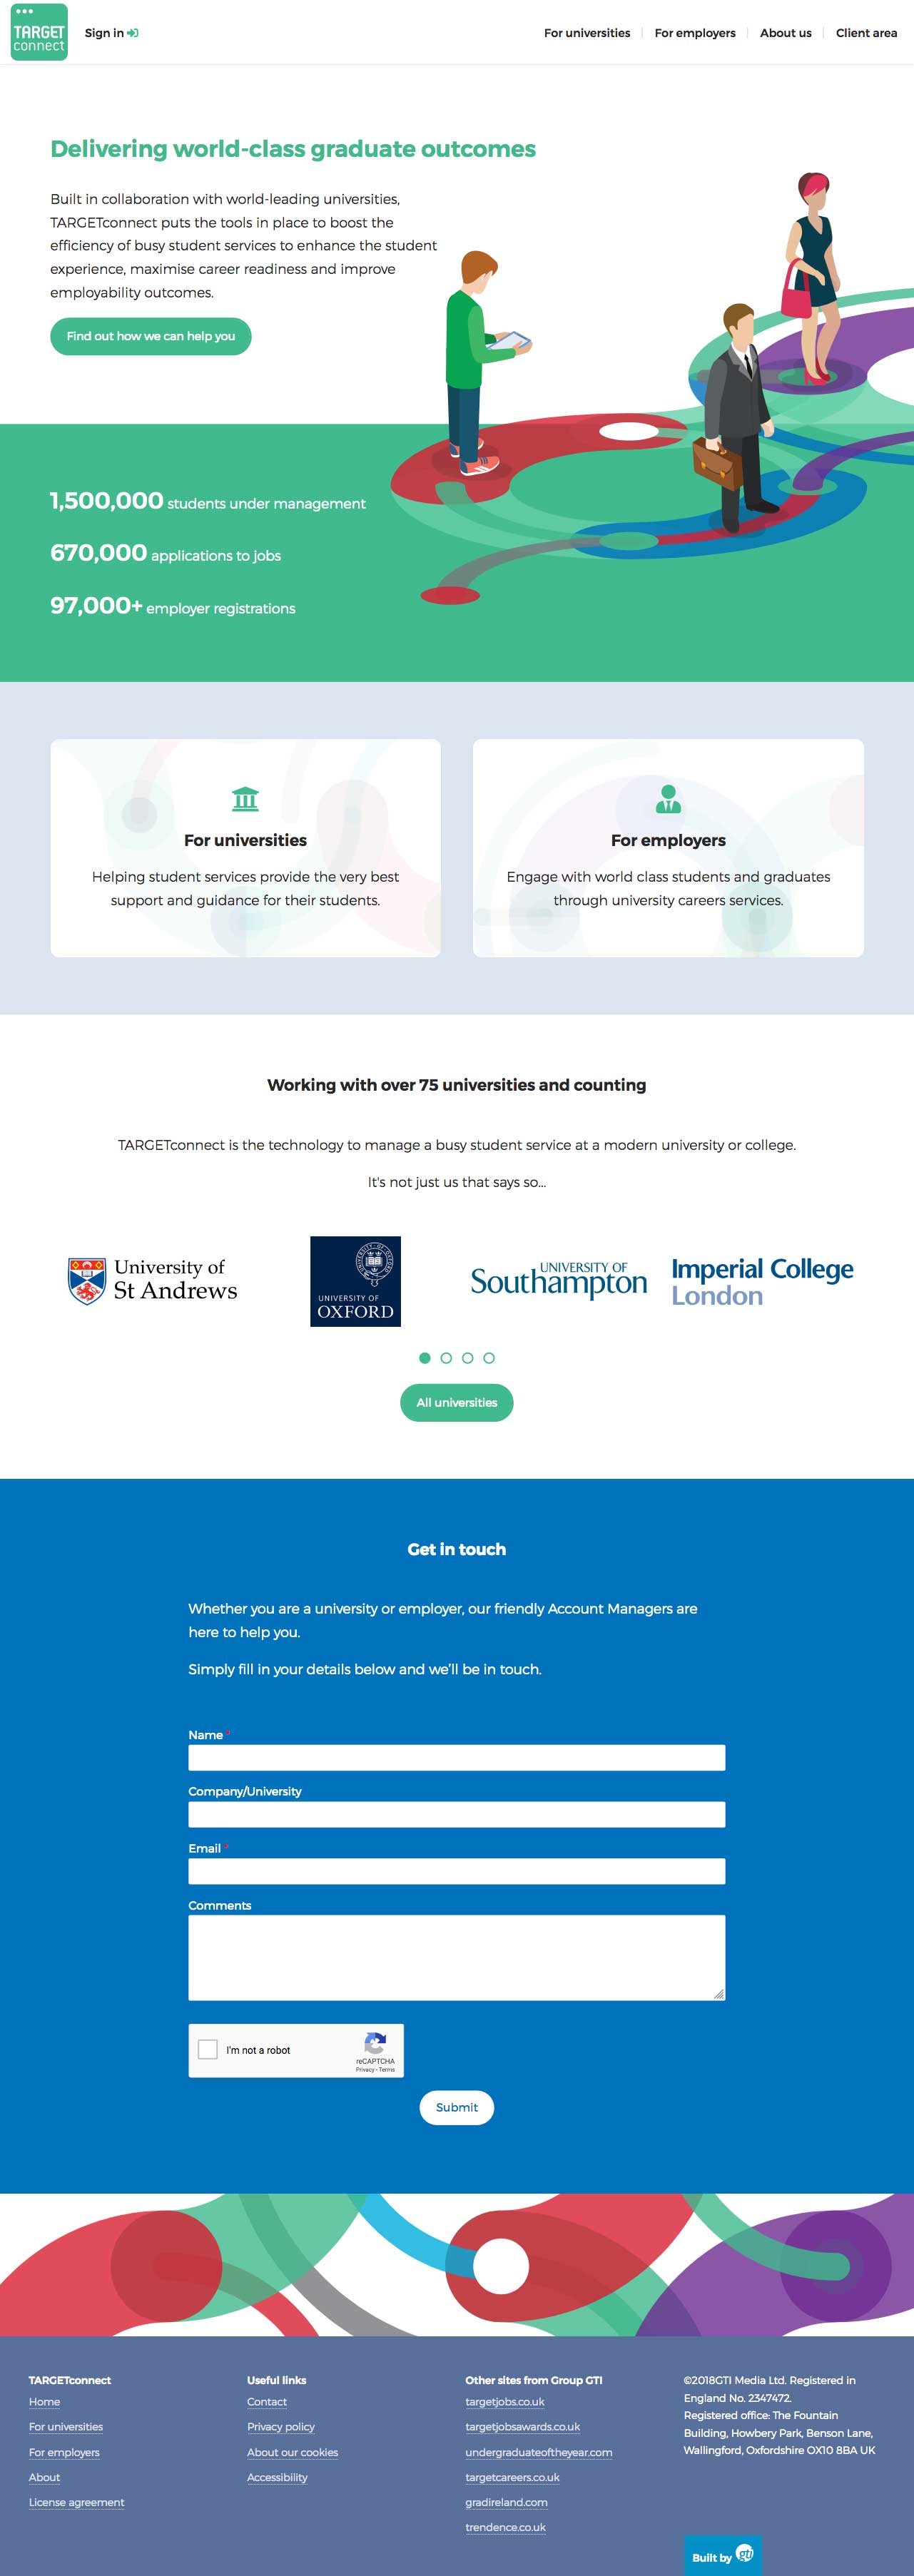 TARGET
connect
Sign in
For universities
For employers
About us
Client area
Delivering world-class graduate outcomes
Built in collaboration with world-leading universities,
TARGETconnect puts the tools in place to boost the
efficiency of busy student services to enhance the student
experience, maximise career readiness and improve
employability outcomes.
Find out how we can help you
1,500,000 students under management
670,000 applications to jobs
97,000+ employer registrations
For universities
Helping student services provide the very best
support and guidance for their students.
For employers
Engage with world class students and graduates
through university careers services.
Working with over 75 universities and counting
TARGETconnect is the technology to manage a busy student service at a modern university or college.
It's not just us that says so...
University of
St Andrews
UNIVERSITY OF
OXFORD
UNIVERSITY OF
Southampton
Imperial College
London
All universities
Get in touch
Whether you are a university or employer, our friendly Account Managers are
here to help you.
Simply fill in your details below and we'll be in touch.
Name *
Company/University
Email *
Comments
I'm not a robot
reCAPTCHA
Privacy - Terms
Submit
TARGETconnect
Home
For universities
For employers
About
License agreement
Useful links
Contact
Privacy policy
About our cookies
Accessibility
Other sites from Group GTI
targetjobs.co.uk
targetjobsawards.co.uk
undergraduateoftheyear.com
targetcareers.co.uk
gradireland.com
trendence.co.uk
©2018GTI Media Ltd. Registered in
England No. 2347472.
Registered office: The Fountain
Building, Howbery Park, Benson Lane,
Wallingford, Oxfordshire OX10 8BA UK
Built by gti